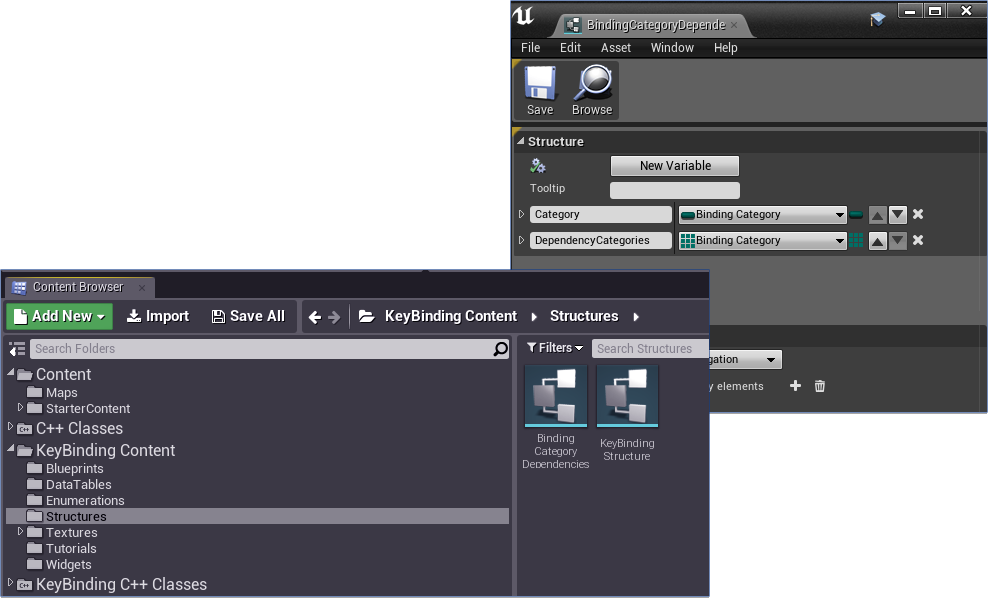 BindingCategoryDepende
File Edit Asset Window Help
Save Browse
Structure
New Variable
Tooltip
Category Binding Category
DependencyCategories Binding Category
gation
y elements
Content Browser
Add New Import Save All KeyBinding Content Structures
Search Folders
Filters Search Structures
Content
Maps
StarterContent
C++ Classes
KeyBinding Content
Blueprints
DataTables
Enumerations
Structures
Textures
Tutorials
Widgets
KeyBinding C++ Classes
Binding
Category
Dependencies
KeyBinding
Structure